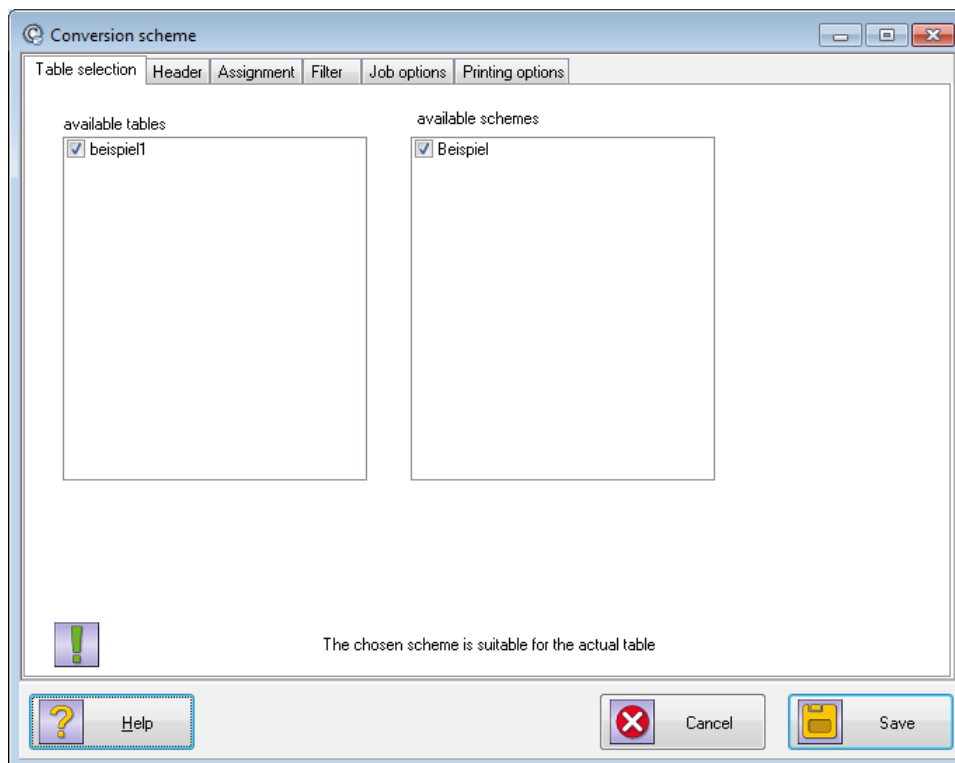 Conversion scheme
Table selection Header Assignment Filter Job options Printing options
available tables
available schemes
beispiel1
Beispiel
The chosen scheme is suitable for the actual table
Help Cancel Save